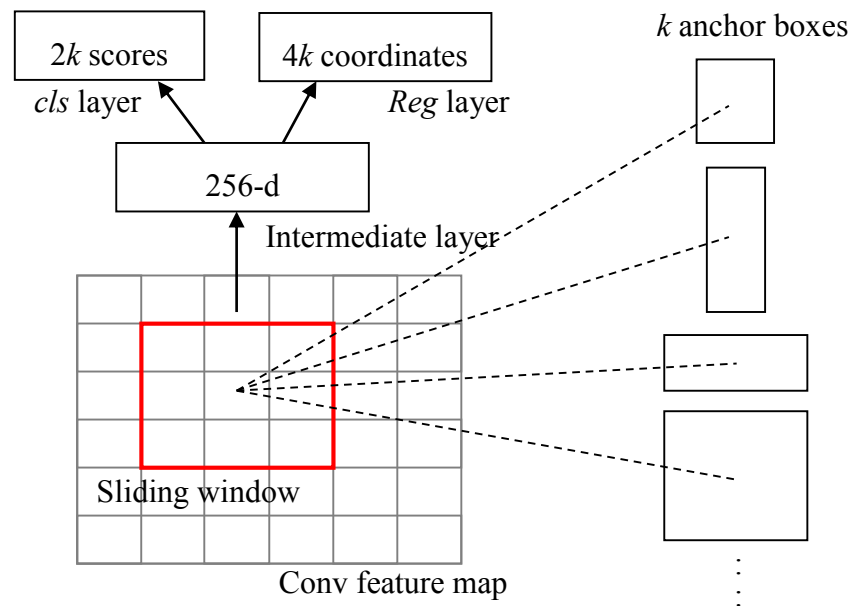 2k scores
4k coordinates
k anchor boxes
cls layer
Reg layer
256-d
Intermediate layer
Sliding window
Conv feature map